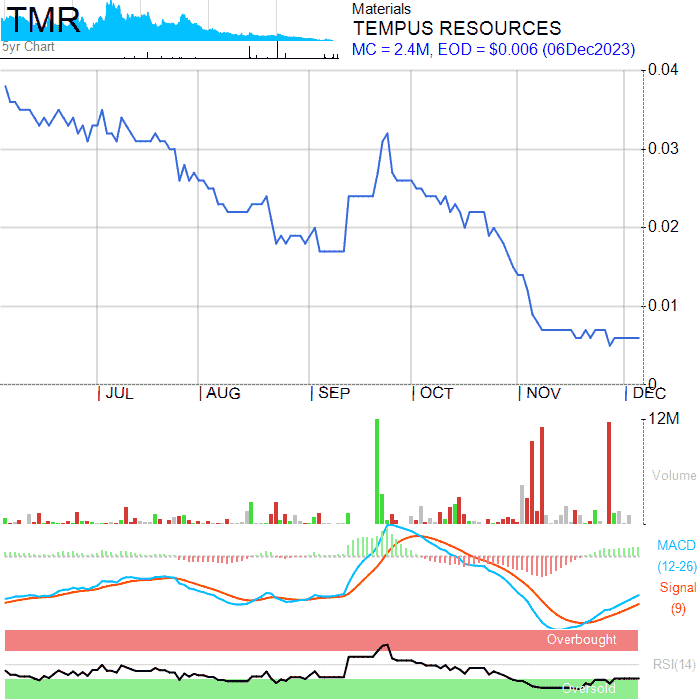 TMR
5yr Chart
Materials
TEMPUS RESOURCES
MC = 2.4M, EOD = $0.006 (06Dec2023)
0.04
0.03
0.02
0.01
0
JUL AUG SEP OCT NOV DEC
12M
Volume
MACD
(12-26)
Signal
(9)
Overbought
RSI(14)
Oversold